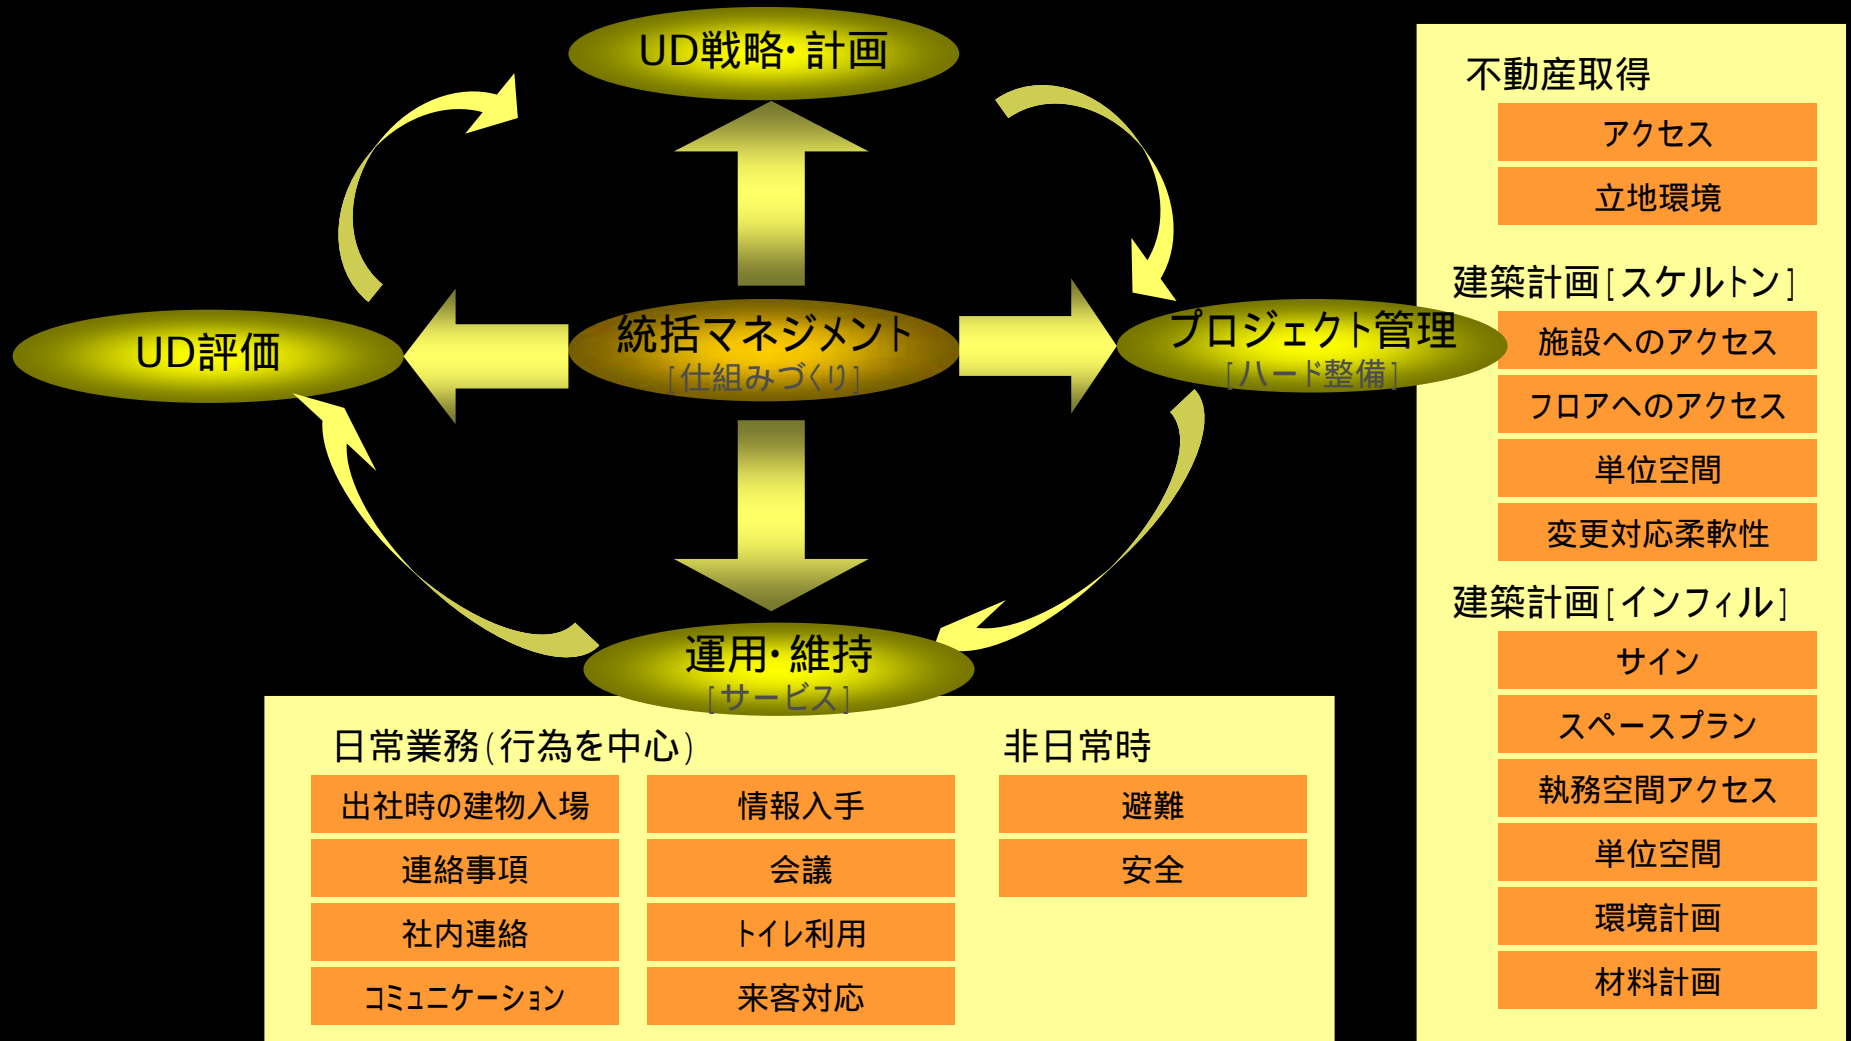 UD戦略・計画
UD評価
統括マネジメント
[仕組みづくり]
プロジェクト管理
[ハード整備]
運用・維持
[サービス]
日常業務(行為を中心)
出社時の建物入場
連絡事項
社内連絡
コミュニケーション
情報入手
会議
トイレ利用
来客対応
非日常時
避難
安全
不動産取得
アクセス
立地環境
建築計画[スケルトン]
施設へのアクセス
フロアへのアクセス
単位空間
変更対応柔軟性
建築計画[インフィル]
サイン
スペースプラン
執務空間アクセス
単位空間
環境計画
材料計画